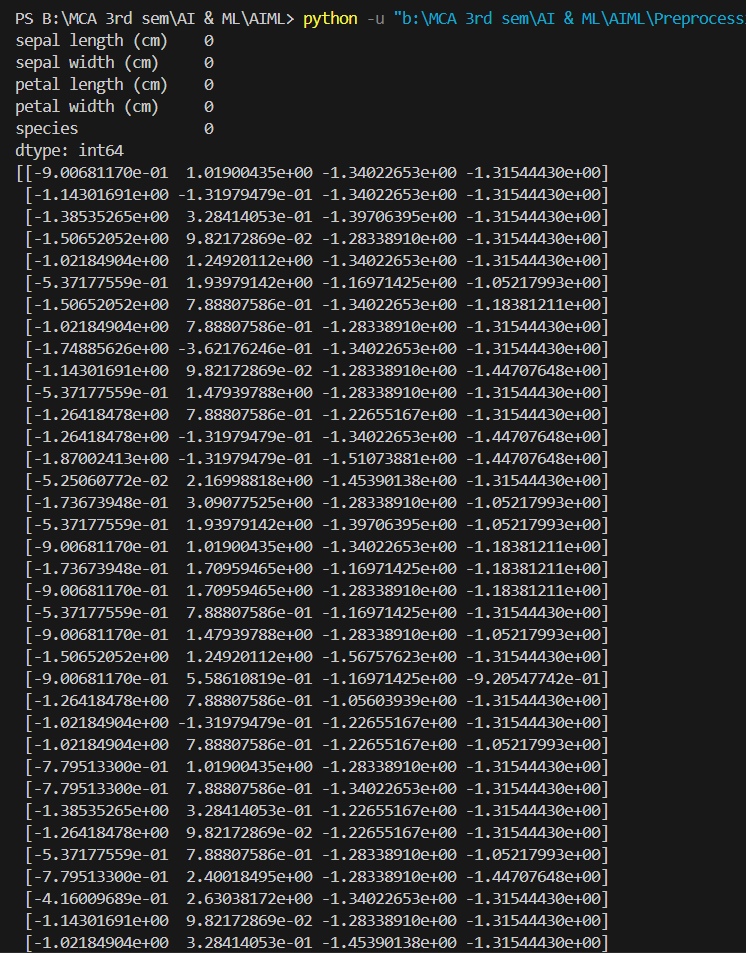 PS B:\MCA 3rd sem\AI & ML\AIML> python -u "b:\MCA 3rd sem\AI & ML\AIML\Preprocess
sepal length (cm)    0
sepal width (cm)     0
petal length (cm)    0
petal width (cm)     0
species              0
dtype: int64
[[-9.00681170e-01  1.01900435e+00 -1.34022653e+00 -1.31544430e+00]
 [-1.14301691e+00 -1.31979479e-01 -1.34022653e+00 -1.31544430e+00]
 [-1.38535265e+00  3.28414053e-01 -1.39706395e+00 -1.31544430e+00]
 [-1.50652052e+00  9.82172869e-02 -1.28338910e+00 -1.31544430e+00]
 [-1.02184904e+00  1.24920112e+00 -1.34022653e+00 -1.31544430e+00]
 [-5.37177559e-01  1.93979142e+00 -1.16971425e+00 -1.05217993e+00]
 [-1.50652052e+00  7.88807586e-01 -1.34022653e+00 -1.18381211e+00]
 [-1.02184904e+00  7.88807586e-01 -1.28338910e+00 -1.31544430e+00]
 [-1.74885626e+00 -3.62176246e-01 -1.34022653e+00 -1.31544430e+00]
 [-1.14301691e+00  9.82172869e-02 -1.28338910e+00 -1.44707648e+00]
 [-5.37177559e-01  1.47939788e+00 -1.28338910e+00 -1.31544430e+00]
 [-1.26418478e+00  7.88807586e-01 -1.22655167e+00 -1.31544430e+00]
 [-1.26418478e+00 -1.31979479e-01 -1.34022653e+00 -1.44707648e+00]
 [-1.87002413e+00 -1.31979479e-01 -1.51073881e+00 -1.44707648e+00]
 [-5.25060772e-02  2.16998818e+00 -1.45390138e+00 -1.31544430e+00]
 [-1.73673948e-01  3.09077525e+00 -1.28338910e+00 -1.05217993e+00]
 [-5.37177559e-01  1.93979142e+00 -1.39706395e+00 -1.05217993e+00]
 [-9.00681170e-01  1.01900435e+00 -1.34022653e+00 -1.18381211e+00]
 [-1.73673948e-01  1.70959465e+00 -1.16971425e+00 -1.18381211e+00]
 [-9.00681170e-01  1.70959465e+00 -1.28338910e+00 -1.18381211e+00]
 [-5.37177559e-01  7.88807586e-01 -1.16971425e+00 -1.31544430e+00]
 [-9.00681170e-01  1.47939788e+00 -1.28338910e+00 -1.05217993e+00]
 [-1.50652052e+00  1.24920112e+00 -1.56757623e+00 -1.31544430e+00]
 [-9.00681170e-01  5.58610819e-01 -1.16971425e+00 -9.20547742e-01]
 [-1.26418478e+00  7.88807586e-01 -1.05603939e+00 -1.31544430e+00]
 [-1.02184904e+00 -1.31979479e-01 -1.22655167e+00 -1.31544430e+00]
 [-1.02184904e+00  7.88807586e-01 -1.22655167e+00 -1.05217993e+00]
 [-7.79513300e-01  1.01900435e+00 -1.28338910e+00 -1.31544430e+00]
 [-7.79513300e-01  7.88807586e-01 -1.34022653e+00 -1.31544430e+00]
 [-1.38535265e+00  3.28414053e-01 -1.22655167e+00 -1.31544430e+00]
 [-1.26418478e+00  9.82172869e-02 -1.22655167e+00 -1.31544430e+00]
 [-5.37177559e-01  7.88807586e-01 -1.28338910e+00 -1.05217993e+00]
 [-7.79513300e-01  2.40018495e+00 -1.28338910e+00 -1.44707648e+00]
 [-4.16009689e-01  2.63038172e+00 -1.34022653e+00 -1.31544430e+00]
 [-1.14301691e+00  9.82172869e-02 -1.28338910e+00 -1.31544430e+00]
 [-1.02184904e+00  3.28414053e-01 -1.45390138e+00 -1.31544430e+00]